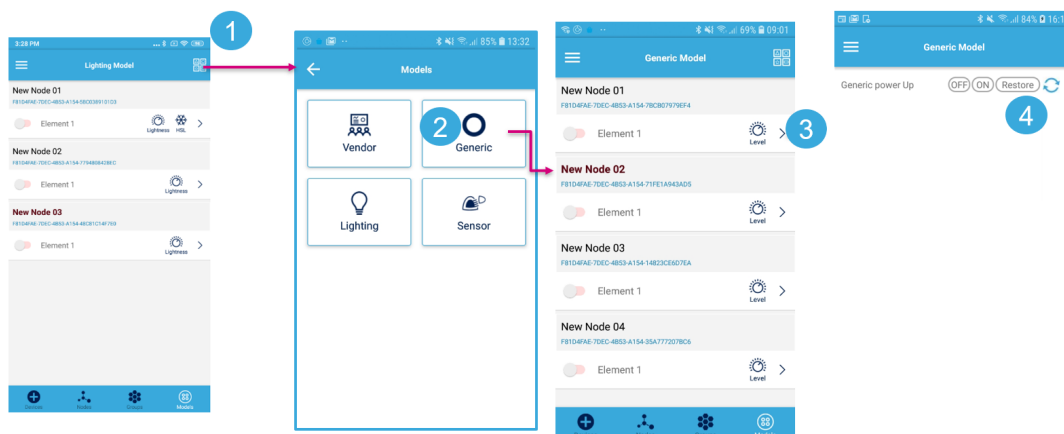 1
3:28 PM
Lighting Model
New Node 01
Element 1
Lightness HSL
New Node 02
Element 1
Lightness
New Node 03
Element 1
Lightness
Devices Nodes Groups Models
85% 13:32
Models
Vendor
2
Generic
Lighting
Sensor
69% 09:01
Generic Model
New Node 01
F81D4FAE-7DEC-4B53-A154-7BCB07979EF4
Element 1
Level
3
New Node 02
F81D4FAE-7DEC-4B53-A154-71FE1A943AD5
Element 1
Level
New Node 03
F81D4FAE-7DEC-4B53-A154-14823CE6D7EA
Element 1
Level
New Node 04
F81D4FAE-7DEC-4B53-A154-35A777207BC6
Element 1
Level
84% 16:1
Generic Model
Generic power Up OFF ON Restore
4